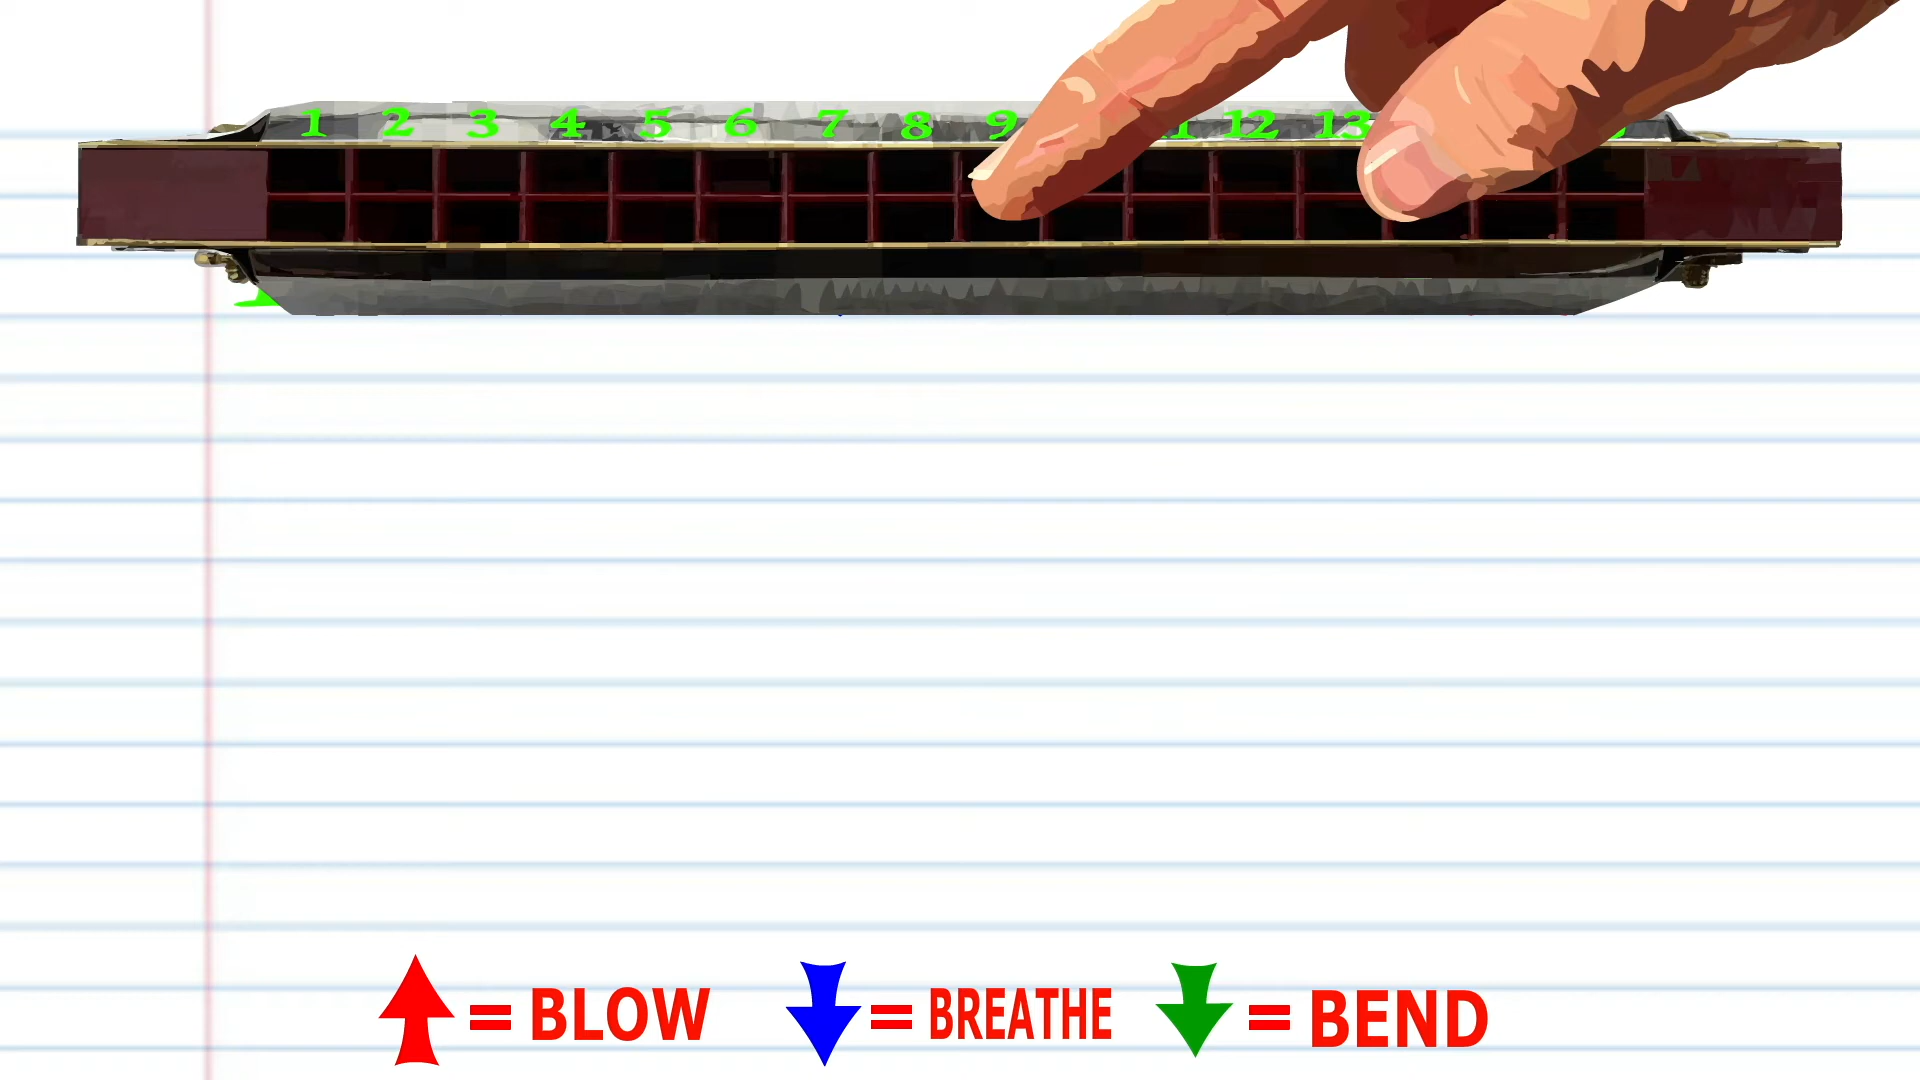 1 2 3 4 5 6 7 8 9 12 13
= BLOW = BREATHE = BEND